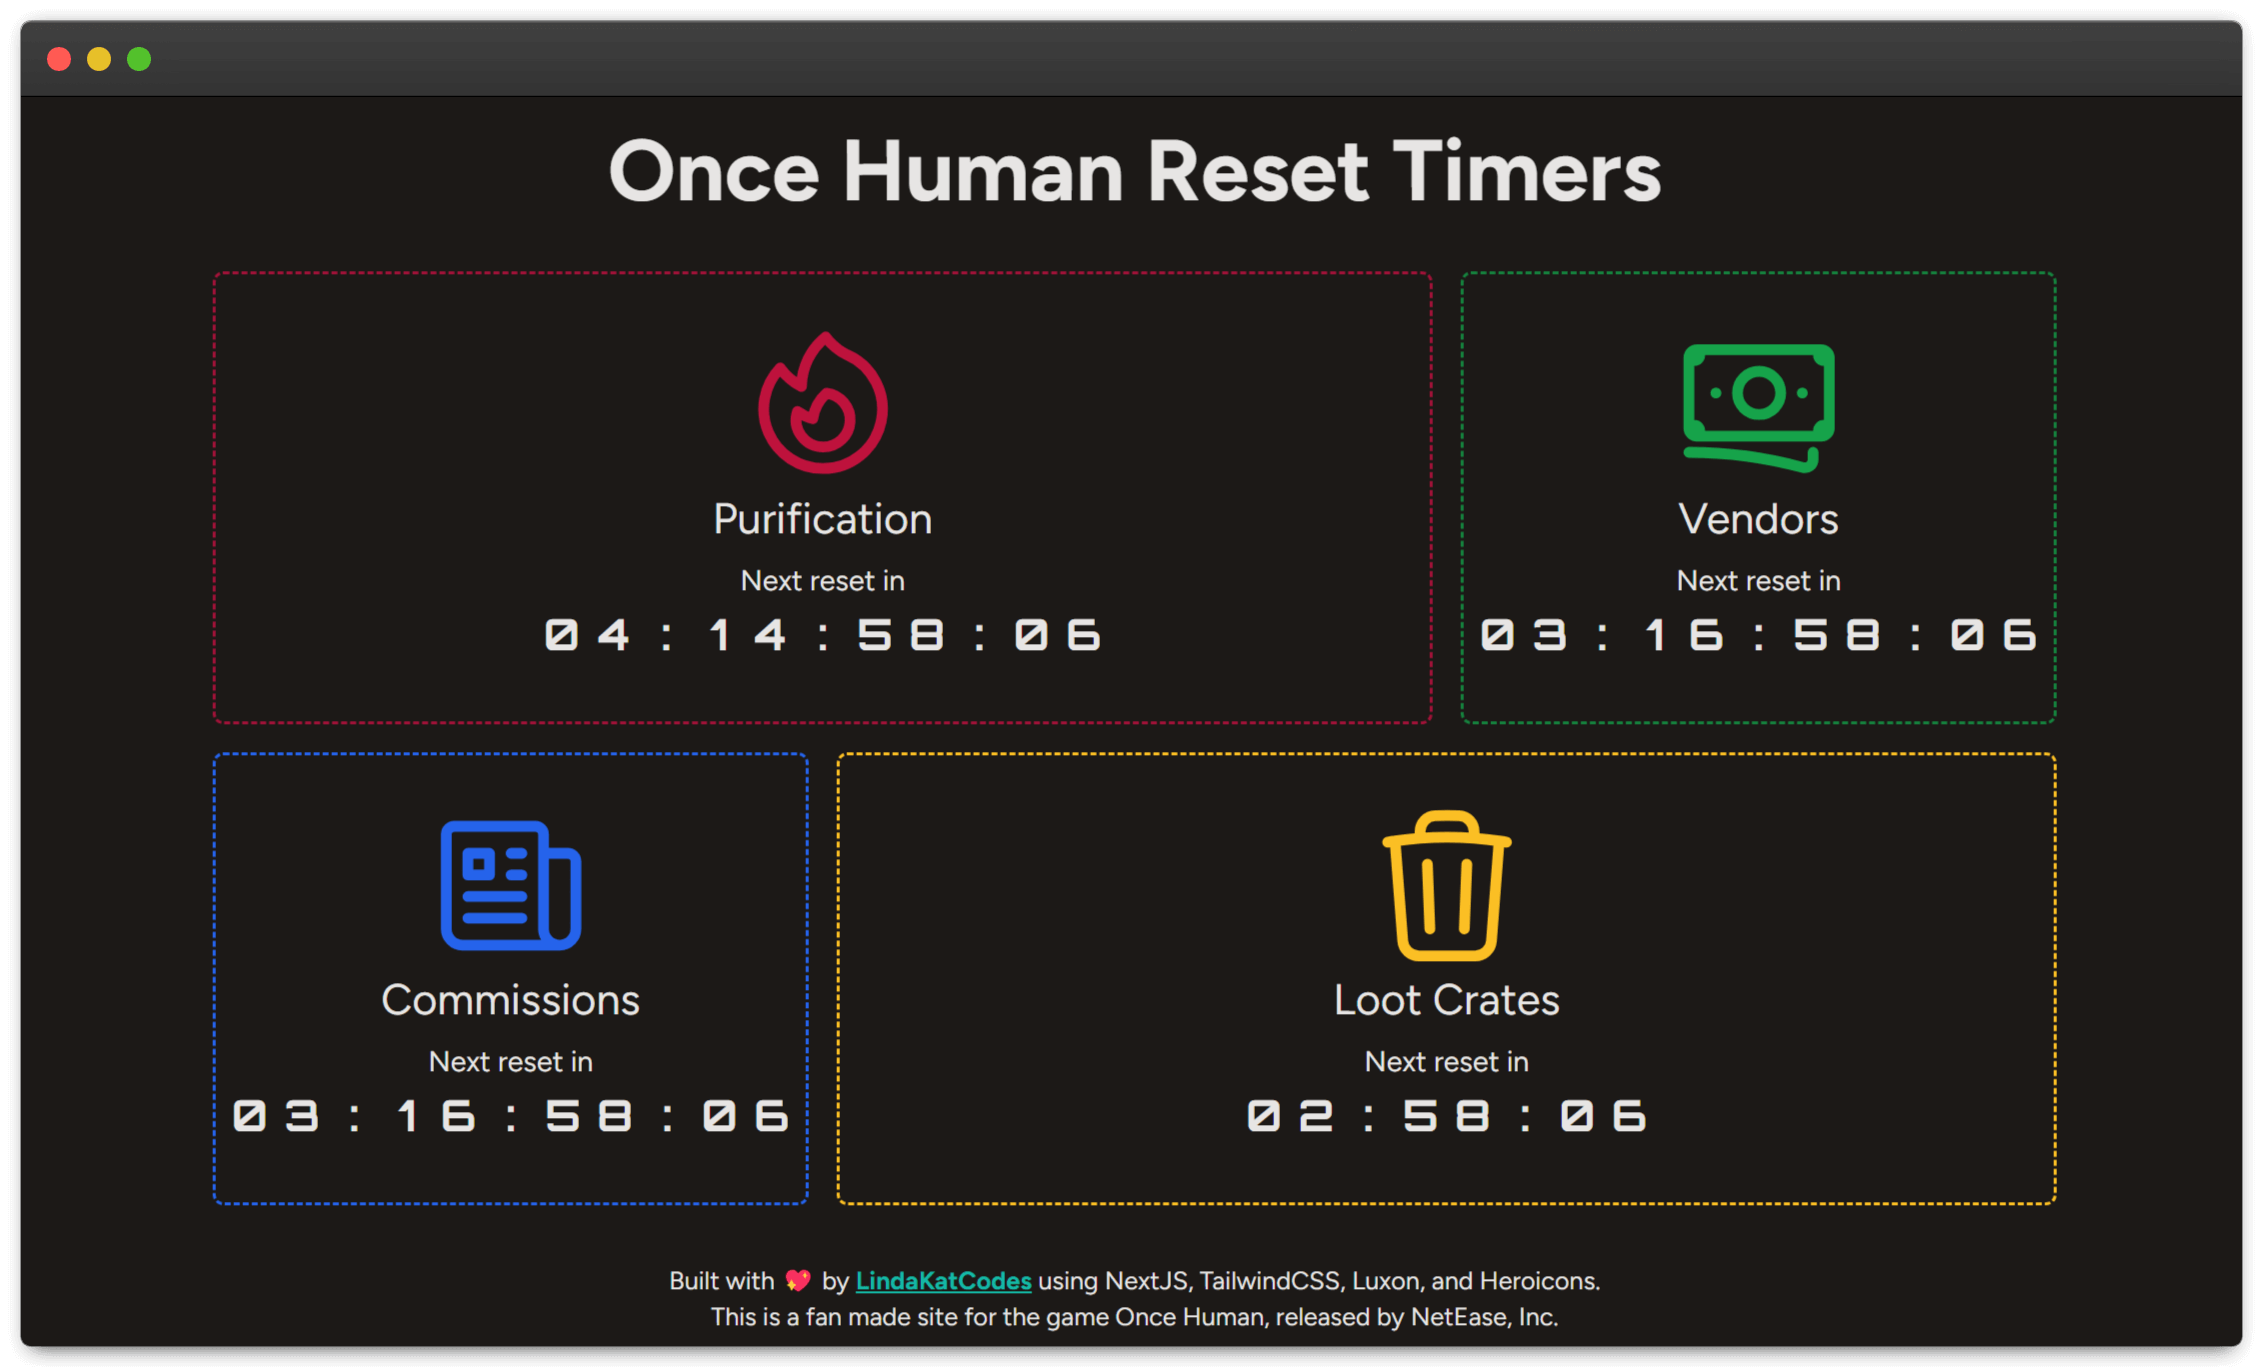 Once Human Reset Timers
Purification
Next reset in
04:14:58:06
Vendors
Next reset in
03:16:58:06
Commissions
Next reset in
03:16:58:06
Loot Crates
Next reset in
02:58:06
Built with 💖 by LindaKatCodes using NextJS, TailwindCSS, Luxon, and Heroicons.
This is a fan made site for the game Once Human, released by NetEase, Inc.